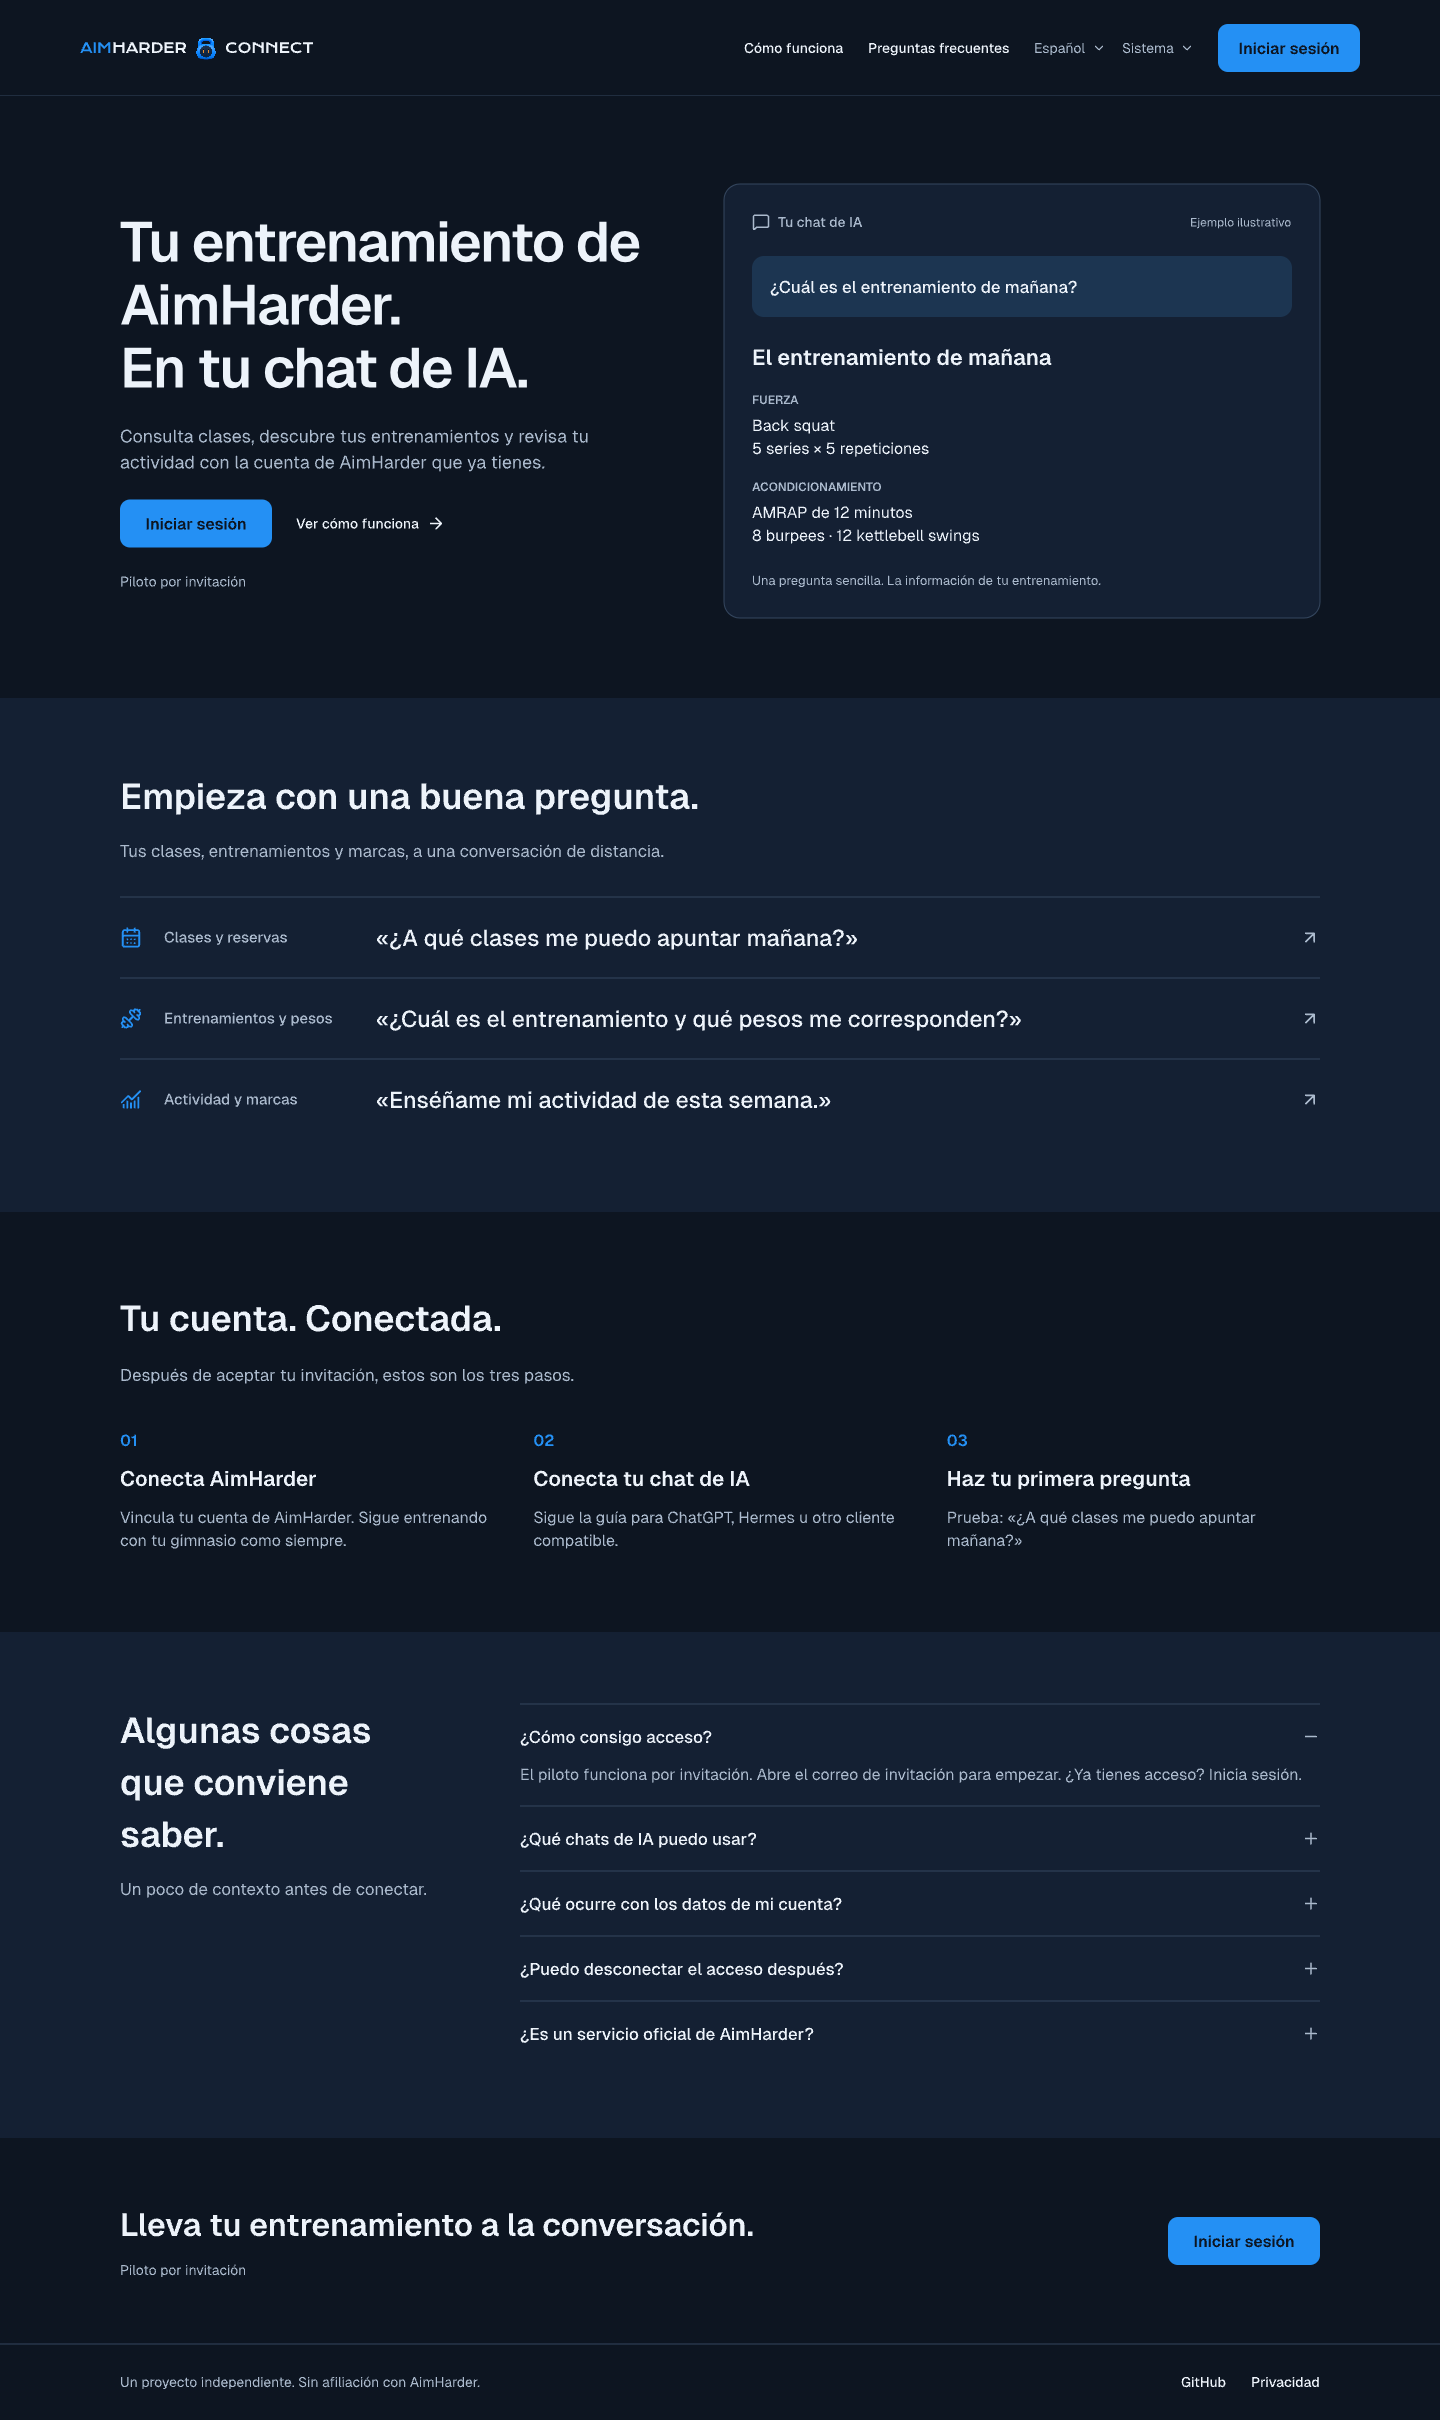 AIMHARDER CONNECT
Cómo funciona
Preguntas frecuentes
Español
Sistema
Iniciar sesión
Tu entrenamiento de
AimHarder.
En tu chat de IA.
Consulta clases, descubre tus entrenamientos y revisa tu
actividad con la cuenta de AimHarder que ya tienes.
Iniciar sesión
Ver cómo funciona
Piloto por invitación
Tu chat de IA
Ejemplo ilustrativo
¿Cuál es el entrenamiento de mañana?
El entrenamiento de mañana
FUERZA
Back squat
5 series × 5 repeticiones
ACONDICIONAMIENTO
AMRAP de 12 minutos
8 burpees · 12 kettlebell swings
Una pregunta sencilla. La información de tu entrenamiento.
Empieza con una buena pregunta.
Tus clases, entrenamientos y marcas, a una conversación de distancia.
Clases y reservas
«¿A qué clases me puedo apuntar mañana?»
Entrenamientos y pesos
«¿Cuál es el entrenamiento y qué pesos me corresponden?»
Actividad y marcas
«Enséñame mi actividad de esta semana.»
Tu cuenta. Conectada.
Después de aceptar tu invitación, estos son los tres pasos.
01
Conecta AimHarder
Vincula tu cuenta de AimHarder. Sigue entrenando
con tu gimnasio como siempre.
02
Conecta tu chat de IA
Sigue la guía para ChatGPT, Hermes u otro cliente
compatible.
03
Haz tu primera pregunta
Prueba: «¿A qué clases me puedo apuntar
mañana?»
Algunas cosas
que conviene
saber.
Un poco de contexto antes de conectar.
¿Cómo consigo acceso?
El piloto funciona por invitación. Abre el correo de invitación para empezar. ¿Ya tienes acceso? Inicia sesión.
¿Qué chats de IA puedo usar?
¿Qué ocurre con los datos de mi cuenta?
¿Puedo desconectar el acceso después?
¿Es un servicio oficial de AimHarder?
Lleva tu entrenamiento a la conversación.
Piloto por invitación
Iniciar sesión
Un proyecto independiente. Sin afiliación con AimHarder.
GitHub
Privacidad